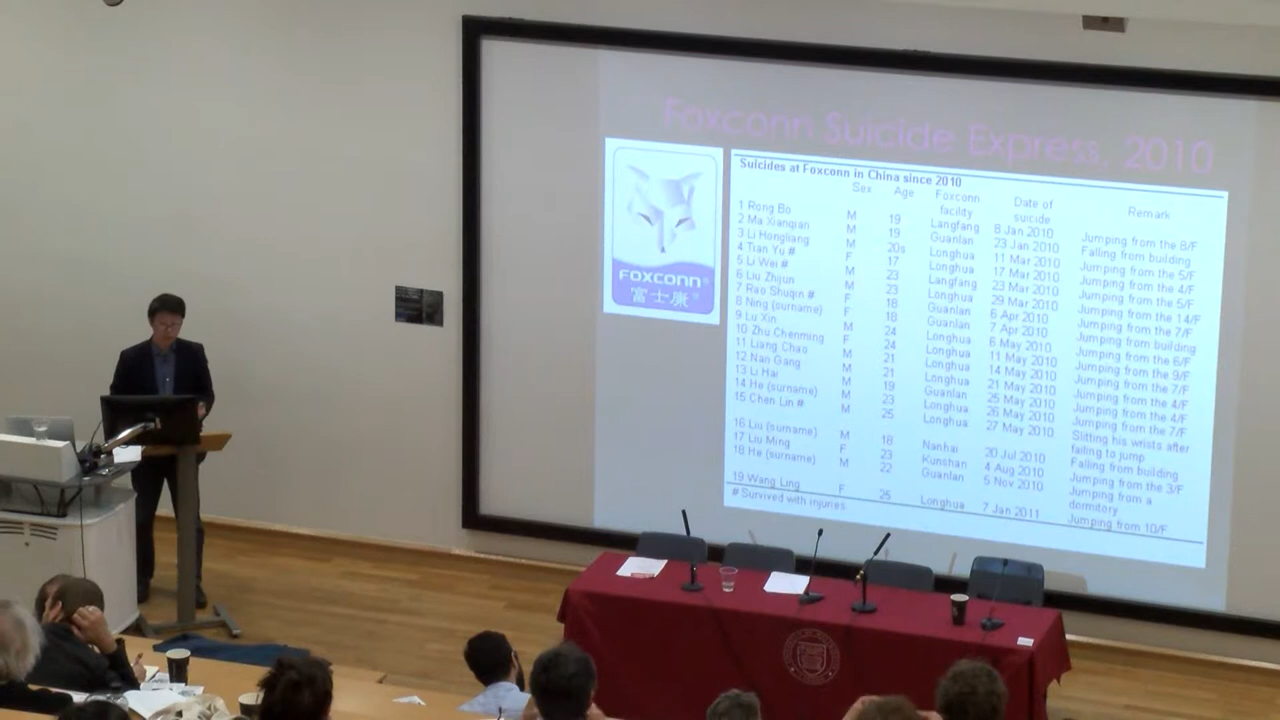 Foxconn Suicide Express, 2010
FOXCONN®
富士康®
Suicides at Foxconn in China since 2010
Sex Age Foxconn facility Date of suicide Remark
1 Rong Bo M 19 Langfang 8 Jan 2010 Jumping from the 8/F
2 Ma Xianqian M 19 Guanlan 23 Jan 2010 Falling from building
3 Li Hongliang M 20s Longhua 11 Mar 2010 Jumping from the 5/F
4 Tian Yu # F 17 Longhua 17 Mar 2010 Jumping from the 4/F
5 Li Wei # M 23 Langfang 23 Mar 2010 Jumping from the 5/F
6 Liu Zhijun M 23 Longhua 29 Mar 2010 Jumping from the 14/F
7 Rao Shuqin # F 18 Guanlan 6 Apr 2010 Jumping from the 7/F
8 Ning (surname) F 18 Guanlan 7 Apr 2010 Jumping from building
9 Lu Xin M 24 Longhua 6 May 2010 Jumping from the 6/F
10 Zhu Chenming F 24 Longhua 11 May 2010 Jumping from the 9/F
11 Liang Chao M 21 Longhua 14 May 2010 Jumping from the 7/F
12 Nan Gang M 21 Longhua 21 May 2010 Jumping from the 4/F
13 Li Hai M 19 Guanlan 25 May 2010 Jumping from the 4/F
14 He (surname) M 23 Longhua 26 May 2010 Jumping from the 7/F
15 Chen Lin # M 25 Longhua 27 May 2010 Slitting his wrists after
failing to jump
16 Liu (surname) M 18 Nanhai 20 Jul 2010 Falling from building
17 Liu Ming F 23 Kunshan 4 Aug 2010 Jumping from the 3/F
18 He (surname) M 22 Guanlan 5 Nov 2010 Jumping from a
dormitory
19 Wang Ling F 25 Longhua 7 Jan 2011 Jumping from 10/F
# Survived with injuries